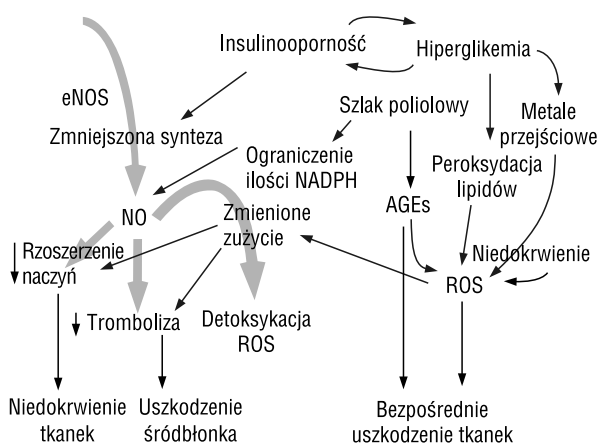 Insulinooporność
Hiperglikemia
eNOS
Szlak poliolowy
Metale
przejściowe
Zmniejszona synteza
Ograniczenie
ilości NADPH
Peroksydacja
lipidów
AGEs
NO
Zmienione
zużycie
Rzoszerzenie
naczyń
Niedokrwienie
ROS
Tromboliza
Detoksykacja
ROS
Niedokrwienie
tkanek
Uszkodzenie
śródbłonka
Bezpośrednie
uszkodzenie tkanek